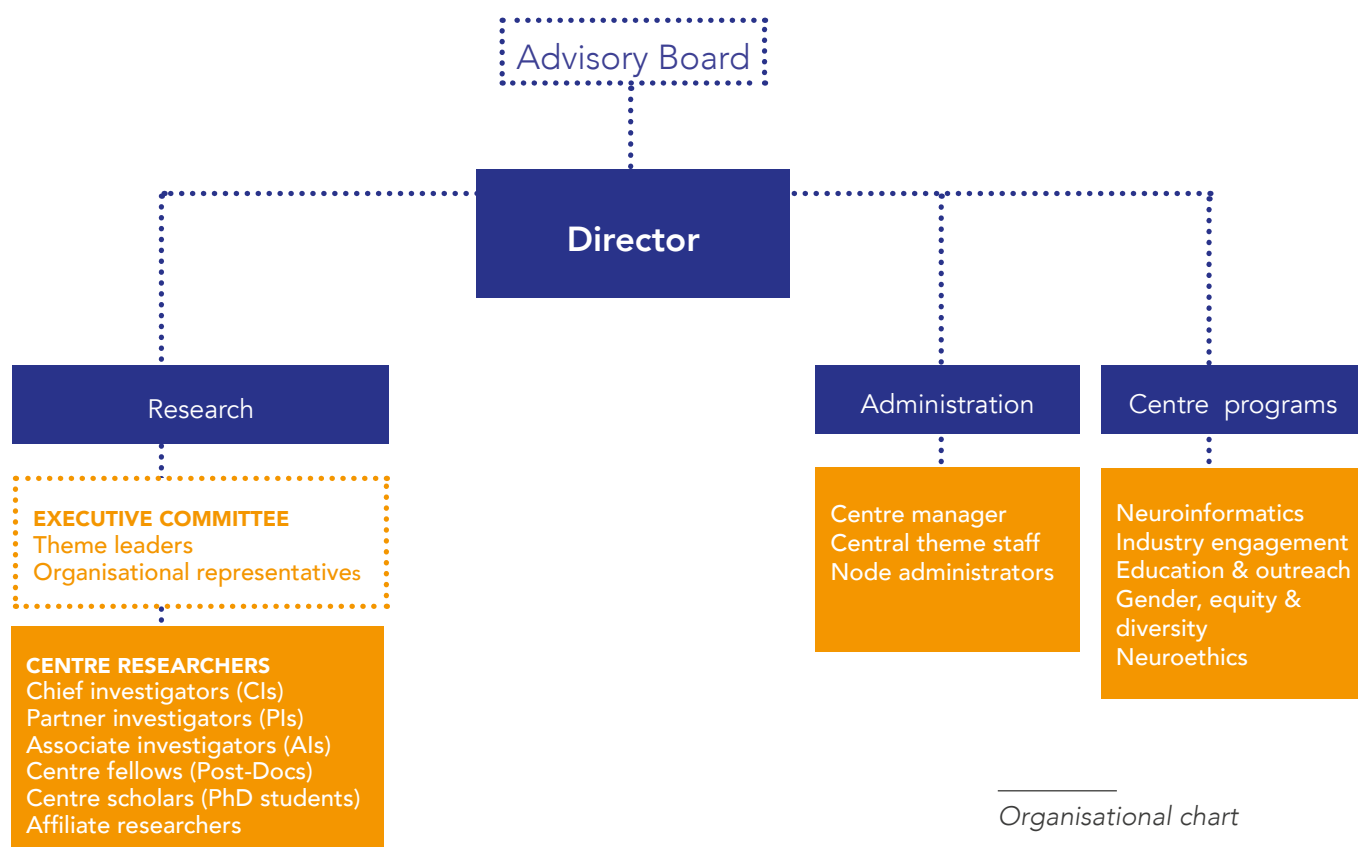 Advisory Board
Director
Research
EXECUTIVE COMMITTEE
Theme leaders
Organisational representatives
CENTRE RESEARCHERS
Chief investigators (CIs)
Partner investigators (PIs)
Associate investigators (AIs)
Centre fellows (Post-Docs)
Centre scholars (PhD students)
Affiliate researchers
Administration
Centre manager
Central theme staff
Node administrators
Centre programs
Neuroinformatics
Industry engagement
Education & outreach
Gender, equity &
diversity
Neuroethics
Organisational chart